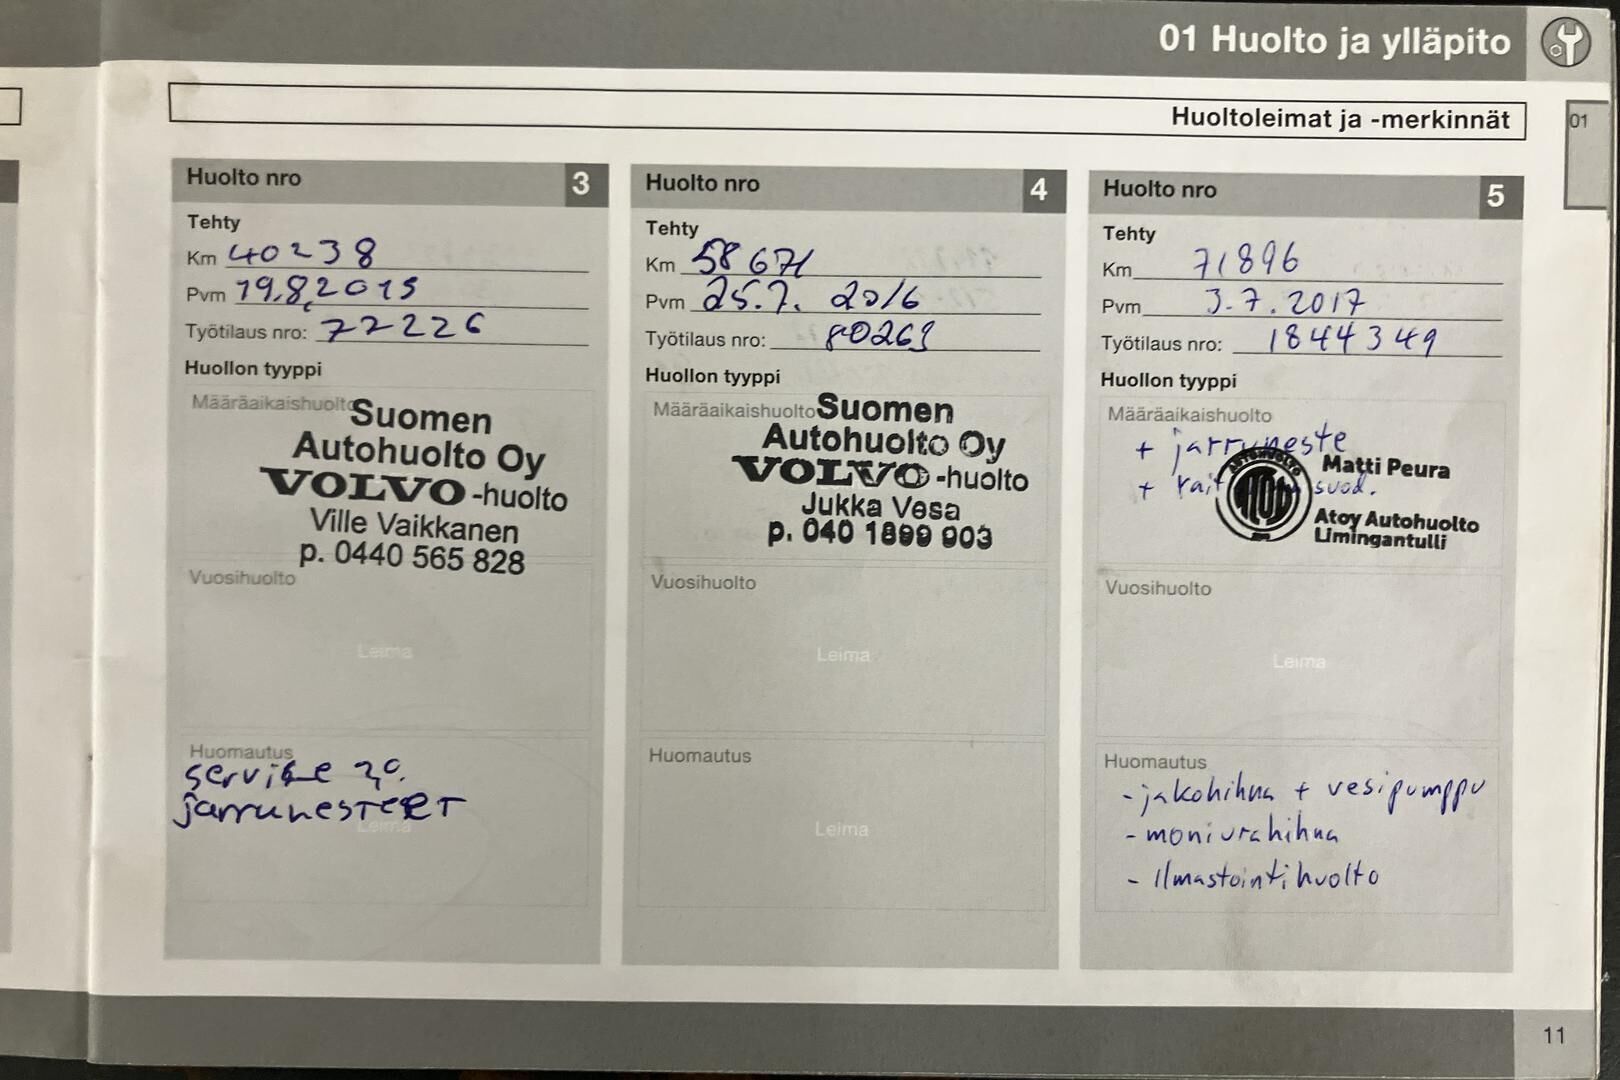 01 Huolto ja ylläpito
Huoltoleimat ja -merkinnät
01
Huolto nro 3
Tehty
Km 40238
Pvm 19.8.2015
Työtilaus nro: 77226
Huollon tyyppi
Määräaikaishuolto
Suomen
Autohuolto Oy
VOLVO-huolto
Ville Vaikkanen
p. 0440 565 828
Vuosihuolto
Leima
Huomautus
service
jarrunesteet
Leima
Huolto nro 4
Tehty
Km 58671
Pvm 25.7. 2016
Työtilaus nro: 80263
Huollon tyyppi
Määräaikaishuolto
Suomen
Autohuolto Oy
VOLVO-huolto
Jukka Vesa
p. 040 1899 903
Vuosihuolto
Leima
Huomautus
Leima
Huolto nro 5
Tehty
Km 71896
Pvm 3.7.2017
Työtilaus nro: 1844349
Huollon tyyppi
Määräaikaishuolto
+ jarruneste
+ suod.
AUTOHUOLTO
Matti Peura
Atoy Autohuolto
Limingantulli
Vuosihuolto
Leima
Huomautus
- jakohihna + vesipumppu
- moniurahihna
- Ilmastointihuolto
11